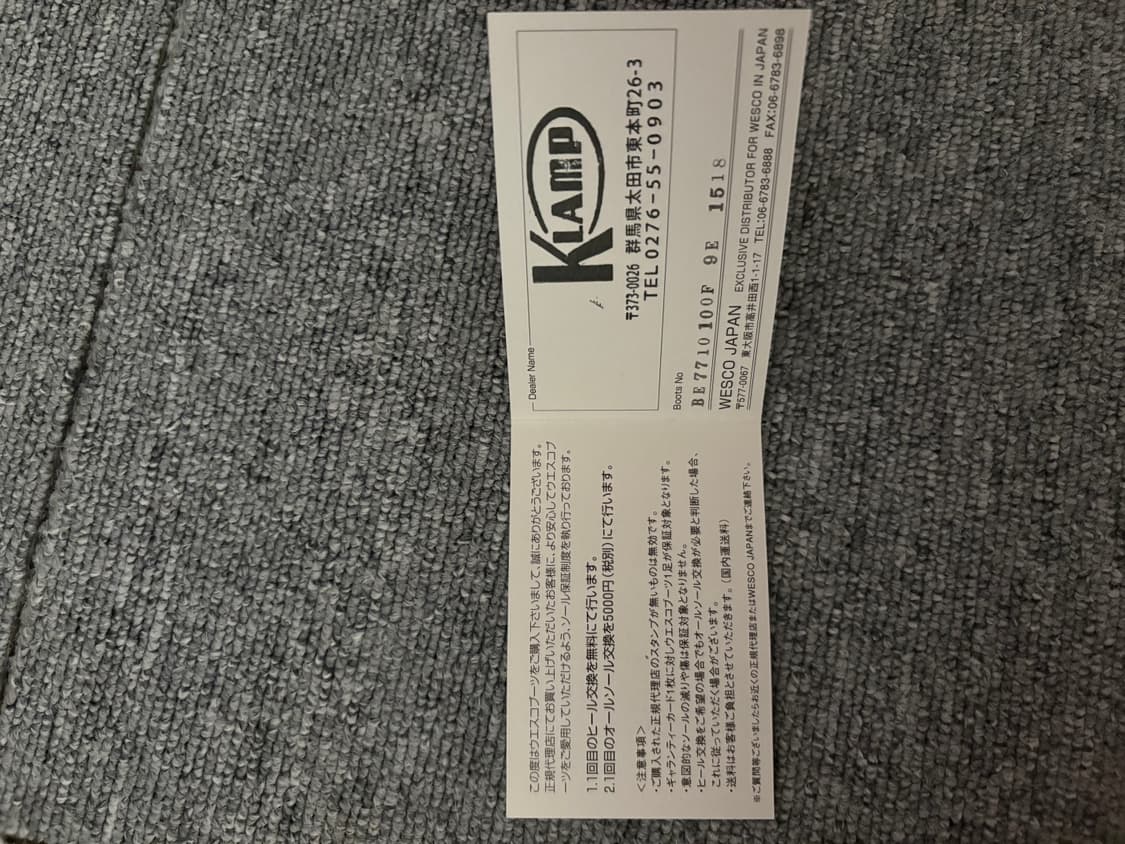 この度はウエスコブーツをご購入下さいまして、誠にありがとうございます。
正規代理店にてお買い上げいただいたお客様に、より安心してウエスコブ
ーツをご愛用していただけるよう、ソール保証制度を執り行っております。
1.1回目のヒール交換を無料にて行います。
2.1回目のオールソール交換を5000円(税別)にて行います。
<注意事項>
・ご購入された正規代理店のスタンプが無いものは無効です。
・ギャランティーカード1枚に対しウエスコブーツ1足が保証対象となります。
・意図的なソールの減りや傷は保証対象となりません。
・ヒール交換をご希望の場合でもオールソール交換が必要と判断した場合、
これに従っていただく場合がございます。
・送料はお客様ご負担とさせていただきます。(国内運送料)
※ご質問等ございましたらお近くの正規代理店またはWESCO JAPANまでご連絡下さい。
Dealer Name
KLAMP
〒373-0026 群馬県太田市東本町26-3
TEL 0276-55-0903
Boots No
BE7710100F 9E 1518
WESCO JAPAN EXCLUSIVE DISTRIBUTOR FOR WESCO IN JAPAN
〒577-0067 東大阪市高井田西1-1-17 TEL:06-6783-6888 FAX:06-6783-6898